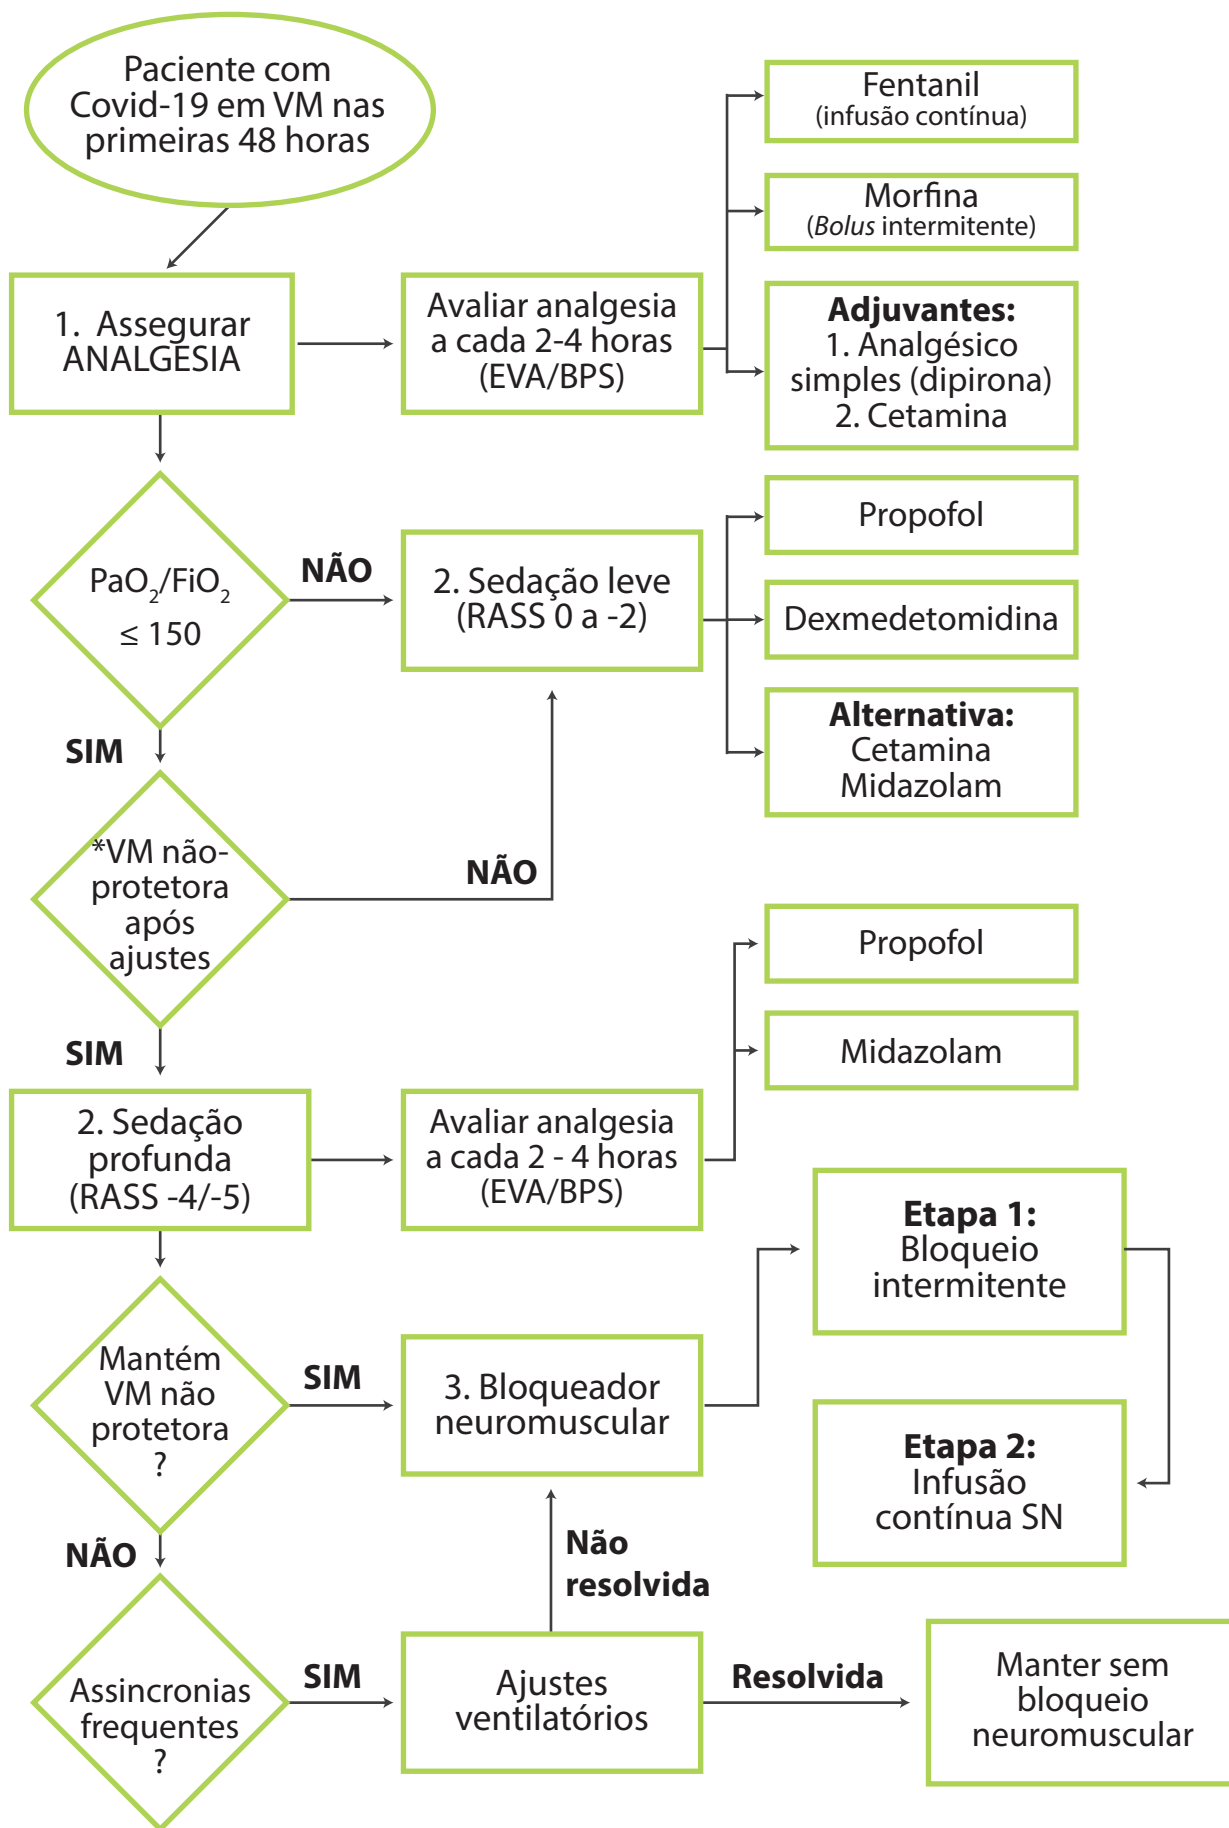 Paciente com
Covid-19 em VM nas
primeiras 48 horas
Fentanil
(infusão contínua)
Morfina
(Bolus intermitente)
1. Assegurar
ANALGESIA
Avaliar analgesia
a cada 2-4 horas
(EVA/BPS)
Adjuvantes:
1. Analgésico
simples (dipirona)
2. Cetamina
PaO₂/FiO₂
≤ 150
NÃO
2. Sedação leve
(RASS 0 a -2)
Propofol
Dexmedetomidina
Alternativa:
Cetamina
Midazolam
SIM
*VM não-
protetora
após
ajustes
NÃO
SIM
Propofol
Midazolam
2. Sedação
profunda
(RASS -4/-5)
Avaliar analgesia
a cada 2 - 4 horas
(EVA/BPS)
Etapa 1:
Bloqueio
intermitente
Mantém
VM não
protetora
?
SIM
3. Bloqueador
neuromuscular
Etapa 2:
Infusão
contínua SN
NÃO
Não
resolvida
Assincronias
frequentes
?
SIM
Ajustes
ventilatórios
Resolvida
Manter sem
bloqueio
neuromuscular